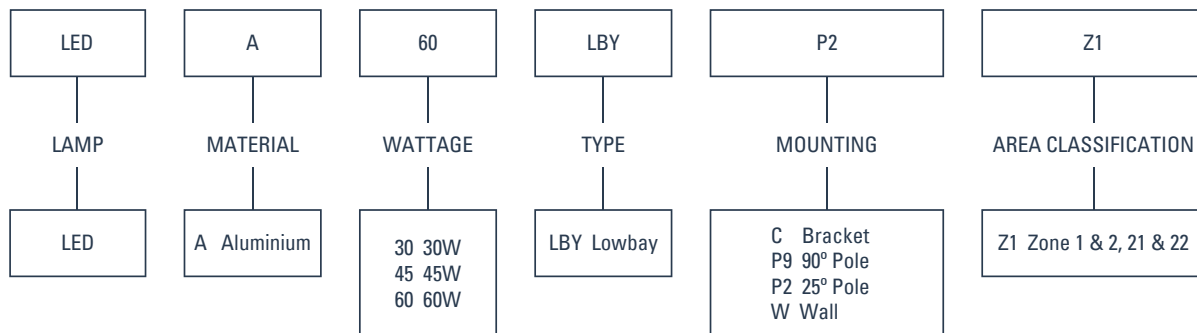 LED A 60 LBY P2 Z1
LAMP MATERIAL WATTAGE TYPE MOUNTING AREA CLASSIFICATION
LED
A Aluminium
30 30W
45 45W
60 60W
LBY Lowbay
C Bracket
P9 90º Pole
P2 25º Pole
W Wall
Z1 Zone 1 & 2, 21 & 22